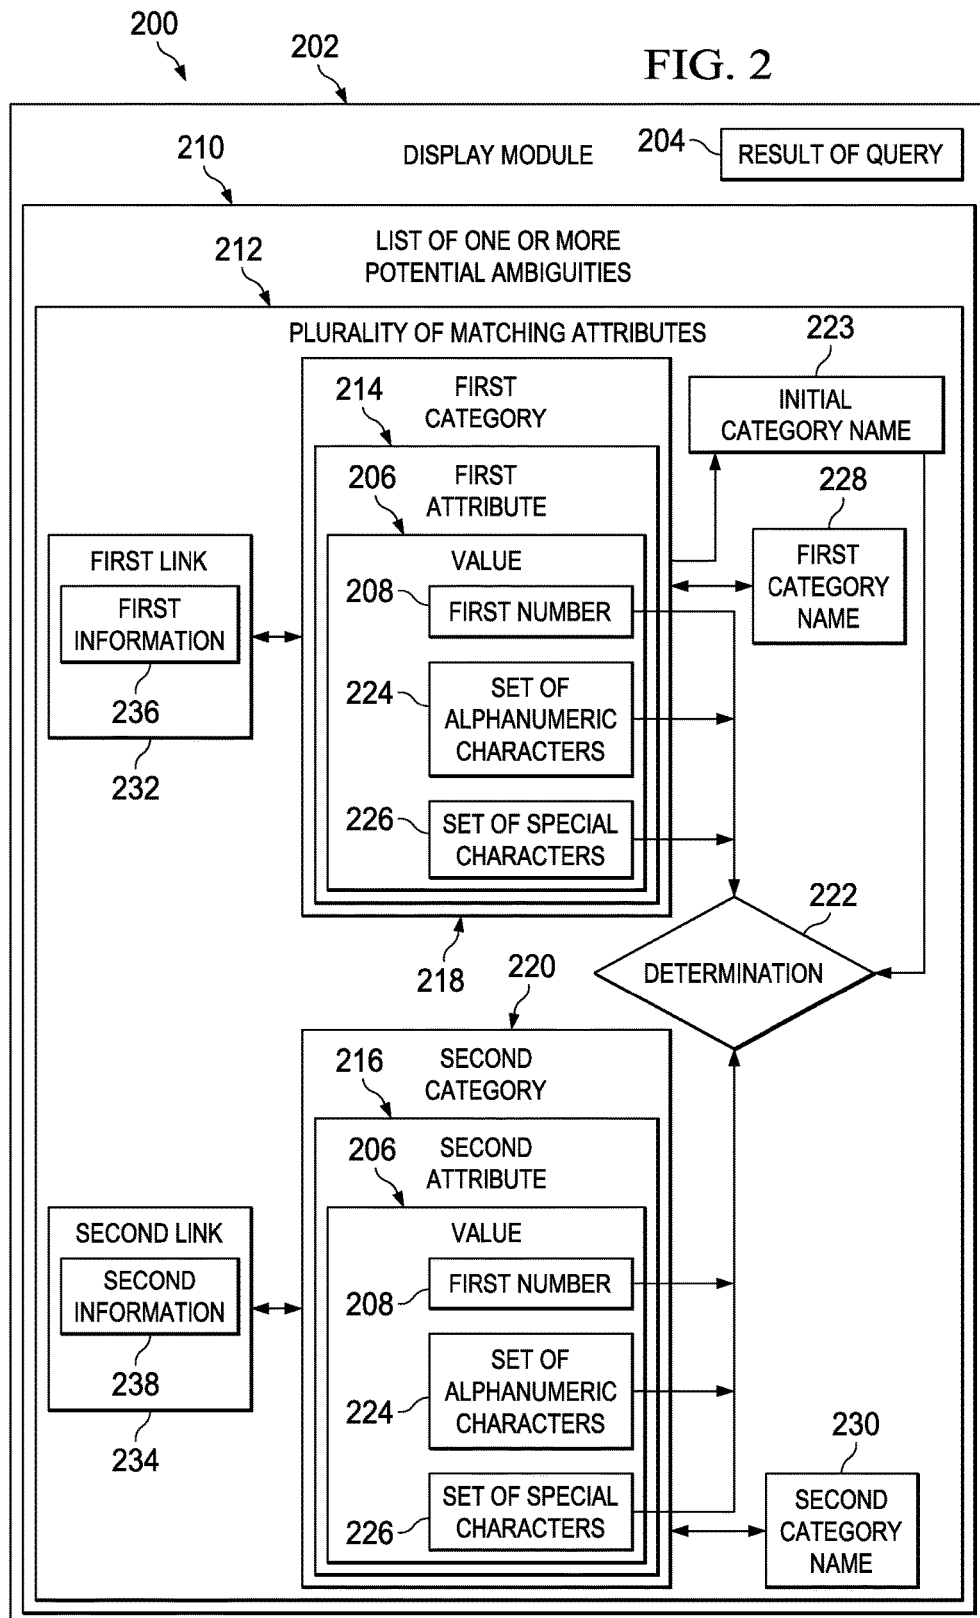 200
202
FIG. 2
210
DISPLAY MODULE
204
RESULT OF QUERY
212
LIST OF ONE OR MORE
POTENTIAL AMBIGUITIES
PLURALITY OF MATCHING ATTRIBUTES
223
214
FIRST
CATEGORY
INITIAL
CATEGORY NAME
206
FIRST
ATTRIBUTE
228
FIRST LINK
VALUE
FIRST
CATEGORY
NAME
208
FIRST NUMBER
FIRST
INFORMATION
224
SET OF
ALPHANUMERIC
CHARACTERS
236
232
226
SET OF SPECIAL
CHARACTERS
222
218
220
DETERMINATION
216
SECOND
CATEGORY
206
SECOND
ATTRIBUTE
SECOND LINK
VALUE
SECOND
INFORMATION
208
FIRST NUMBER
238
224
SET OF
ALPHANUMERIC
CHARACTERS
234
230
226
SET OF SPECIAL
CHARACTERS
SECOND
CATEGORY
NAME